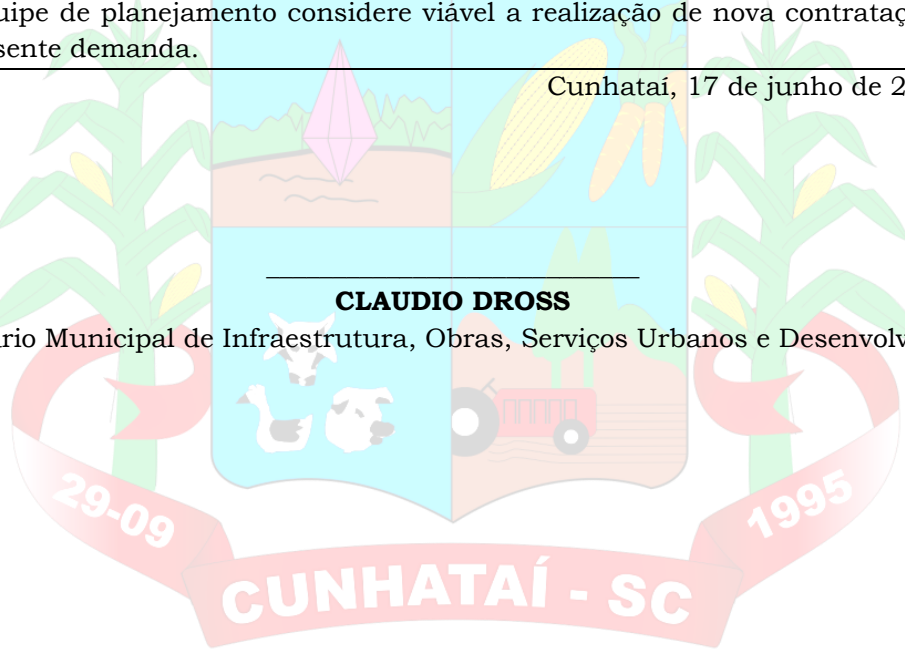 uipe de planejamento considere viável a realização de nova contrataç
sente demanda.
Cunhataí, 17 de junho de 2
CLAUDIO DROSS
rio Municipal de Infraestrutura, Obras, Serviços Urbanos e Desenvolv
29-09
1995
CUNHATAÍ - SC